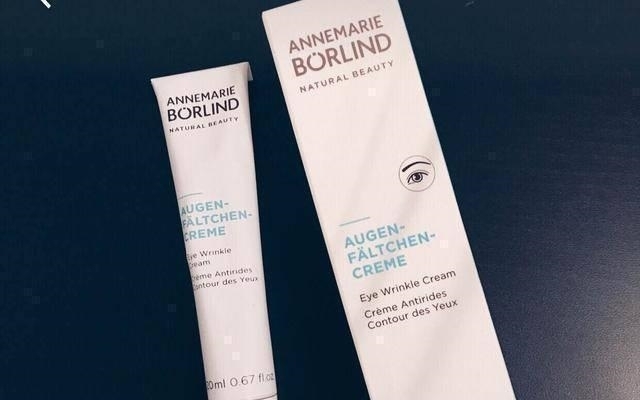 ANNEMARIE
BÖRLIND
NATURAL BEAUTY
AUGEN-
FÄLTCHEN-
CREME
Eye Wrinkle
Cream
Crème Antirides
Contour des Yeux
0.67 fl.oz
ANNEMARIE
BÖRLIND
NATURAL BEAUTY
AUGEN-
FÄLTCHEN-
CREME
Eye Wrinkle Cream
Crème Antirides
Contour des Yeux